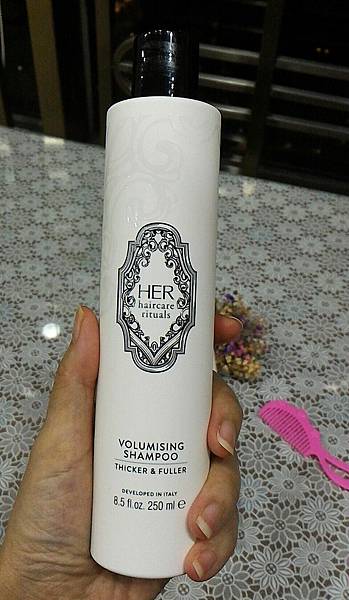 HER
haircare
rituals
VOLUMISING
SHAMPOO
THICKER & FULLER
DEVELOPED IN ITALY
8.5 fl.oz. 250 ml ℮